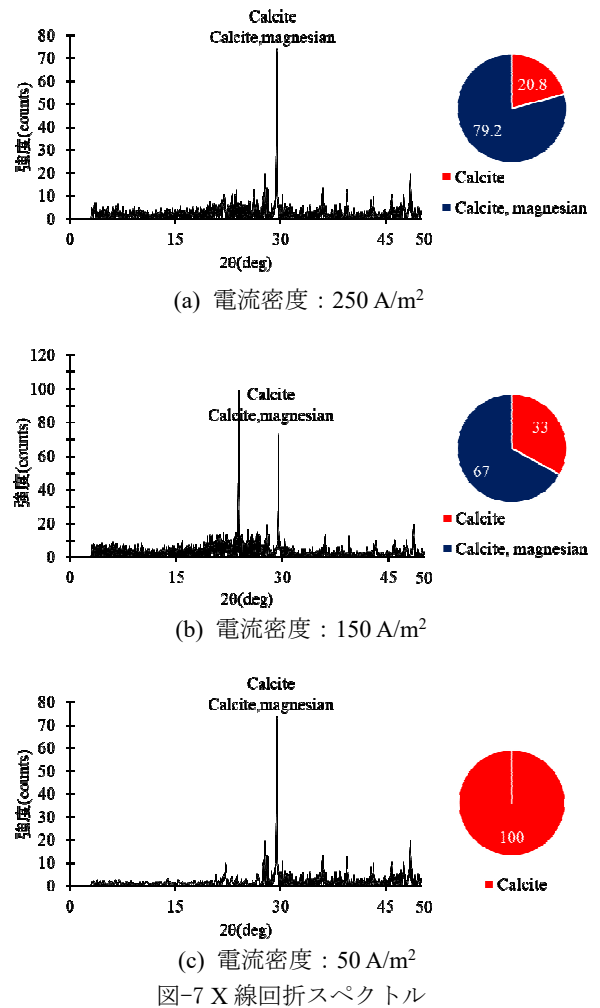 Calcite
Calcite,magnesian
80
70
60
50
40
30
20
10
0
強度(counts)
0 15 30 45 50
2θ(deg)
20.8
79.2
Calcite
Calcite, magnesian
(a) 電流密度：250 A/m²
120
100
80
60
40
20
0
強度(counts)
Calcite
Calcite,magnesian
0 15 30 45 50
2θ(deg)
33
67
Calcite
Calcite, magnesian
(b) 電流密度：150 A/m²
Calcite
Calcite,magnesian
80
70
60
50
40
30
20
10
0
強度(counts)
0 15 30 45 50
2θ(deg)
100
Calcite
(c) 電流密度：50 A/m²
図-7 X 線回折スペクトル